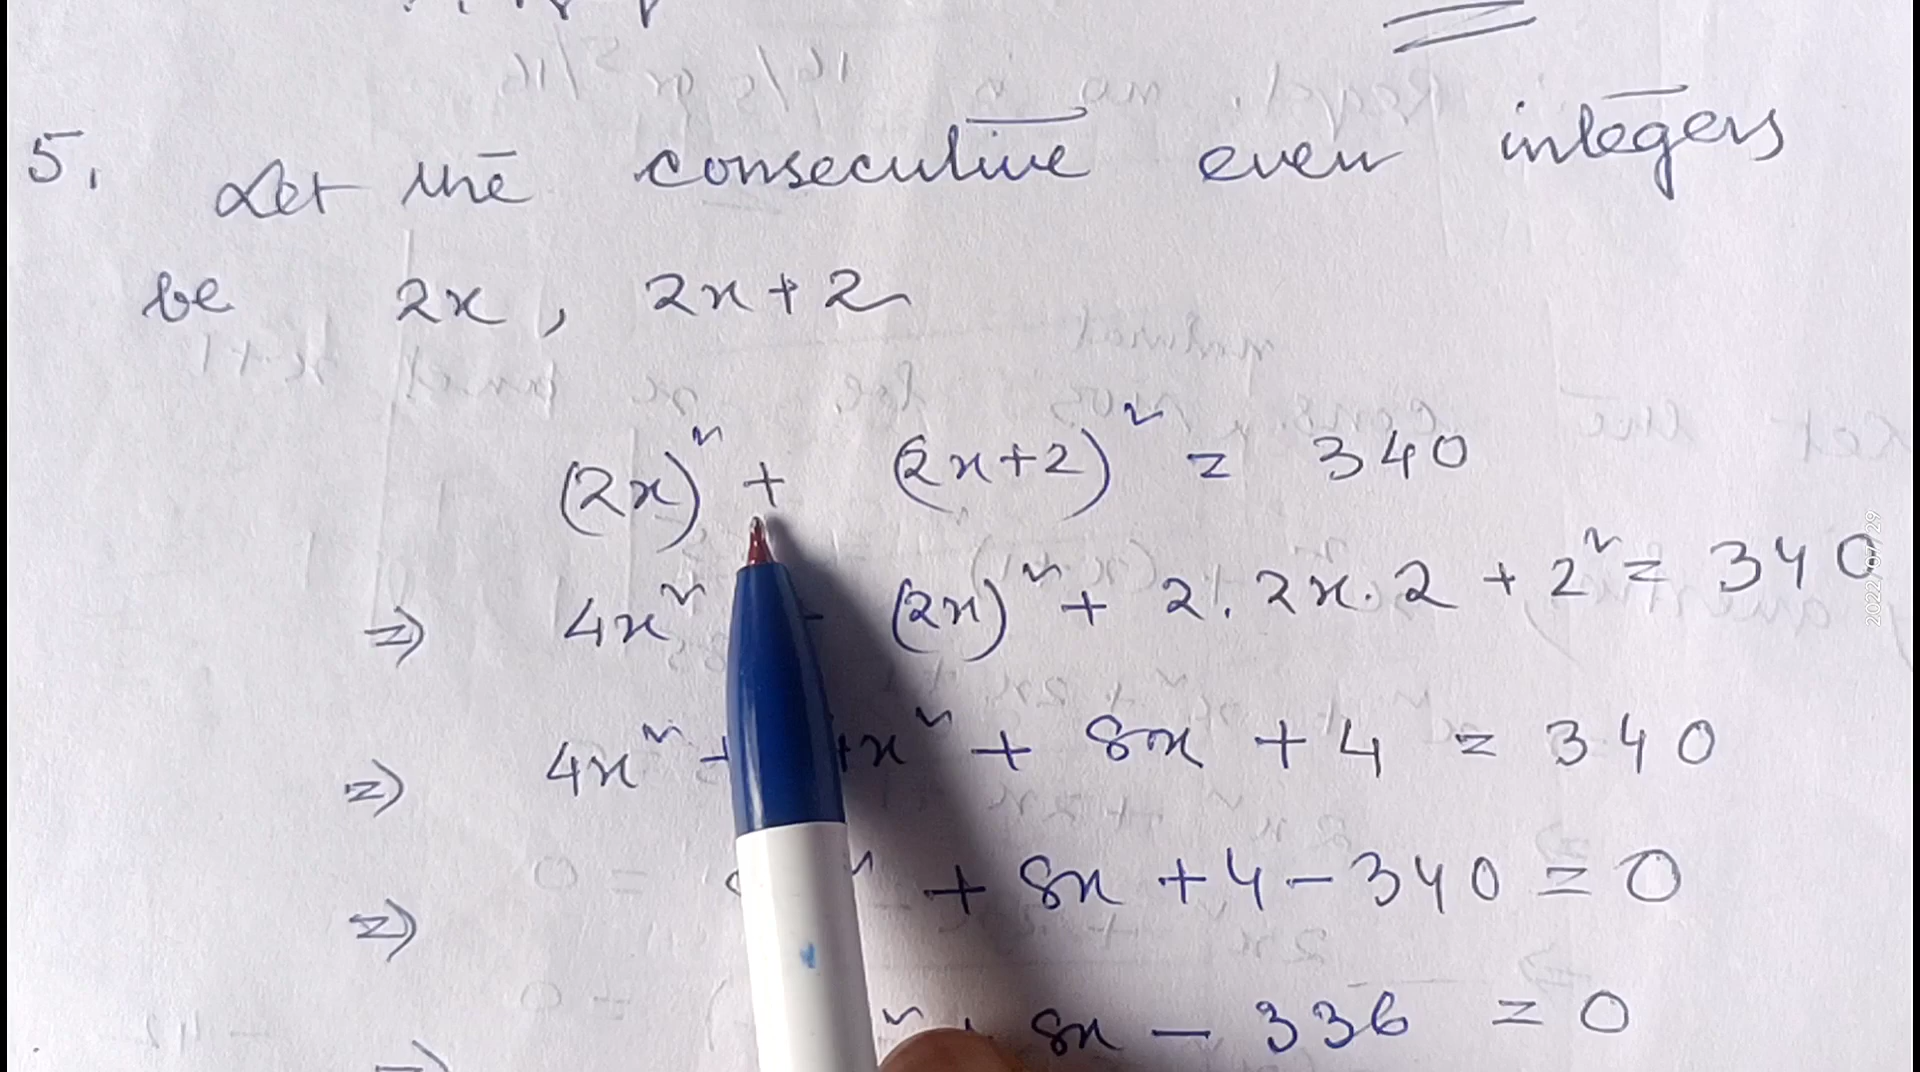 5. Let the consecutive even integers
be 2x, 2x+2
(2x)² + (2x+2)² = 340
⇒ 4x² (2x)² + 2.2x.2 + 2² = 340
⇒ 4x² + x² + 8x + 4 = 340
⇒ + 8x + 4 - 340 = 0
⇒ 8x - 336 = 0
2022/07/29